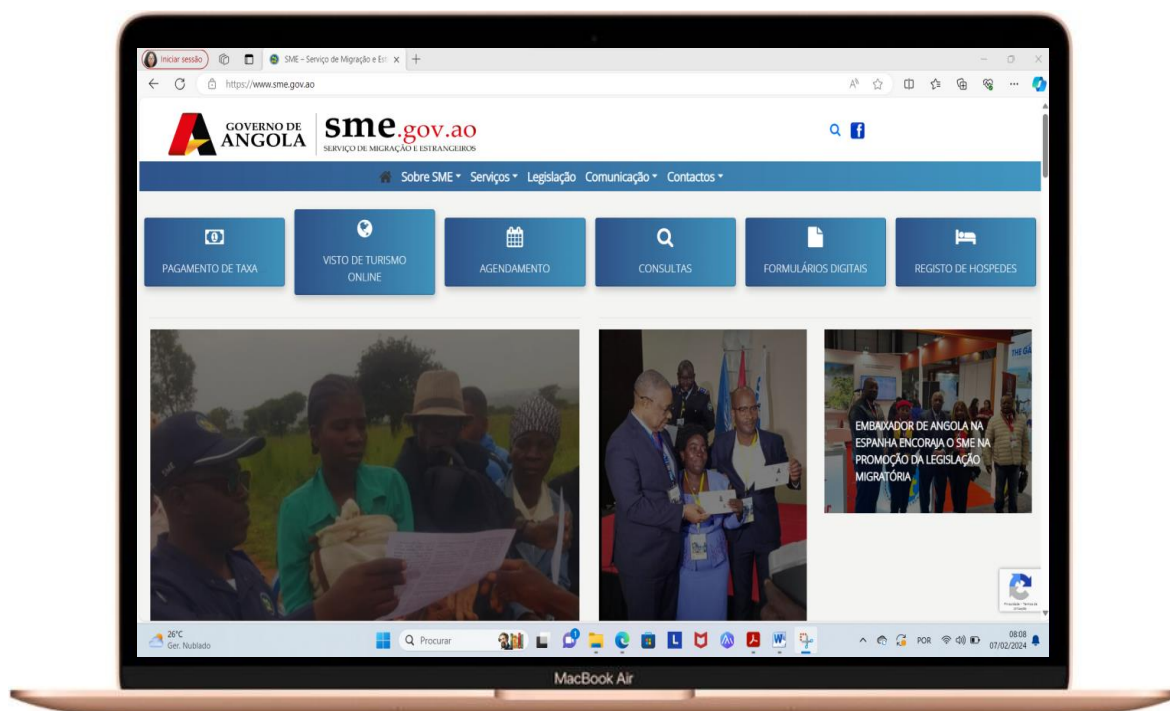 Iniciar sessão
SME – Serviço de Migração e Es
https://www.sme.gov.ao
GOVERNO DE
ANGOLA
sme.gov.ao
SERVIÇO DE MIGRAÇÃO E ESTRANGEIROS
Sobre SME Serviços Legislação Comunicação Contactos
PAGAMENTO DE TAXA
VISTO DE TURISMO
ONLINE
AGENDAMENTO
CONSULTAS
FORMULÁRIOS DIGITAIS
REGISTO DE HOSPEDES
THE GA
EMBAIXADOR DE ANGOLA NA
ESPANHA ENCORAJA O SME NA
PROMOÇÃO DA LEGISLAÇÃO
MIGRATÓRIA
26°C
Ger. Nublado
Procurar
POR
08:08
07/02/2024
MacBook Air